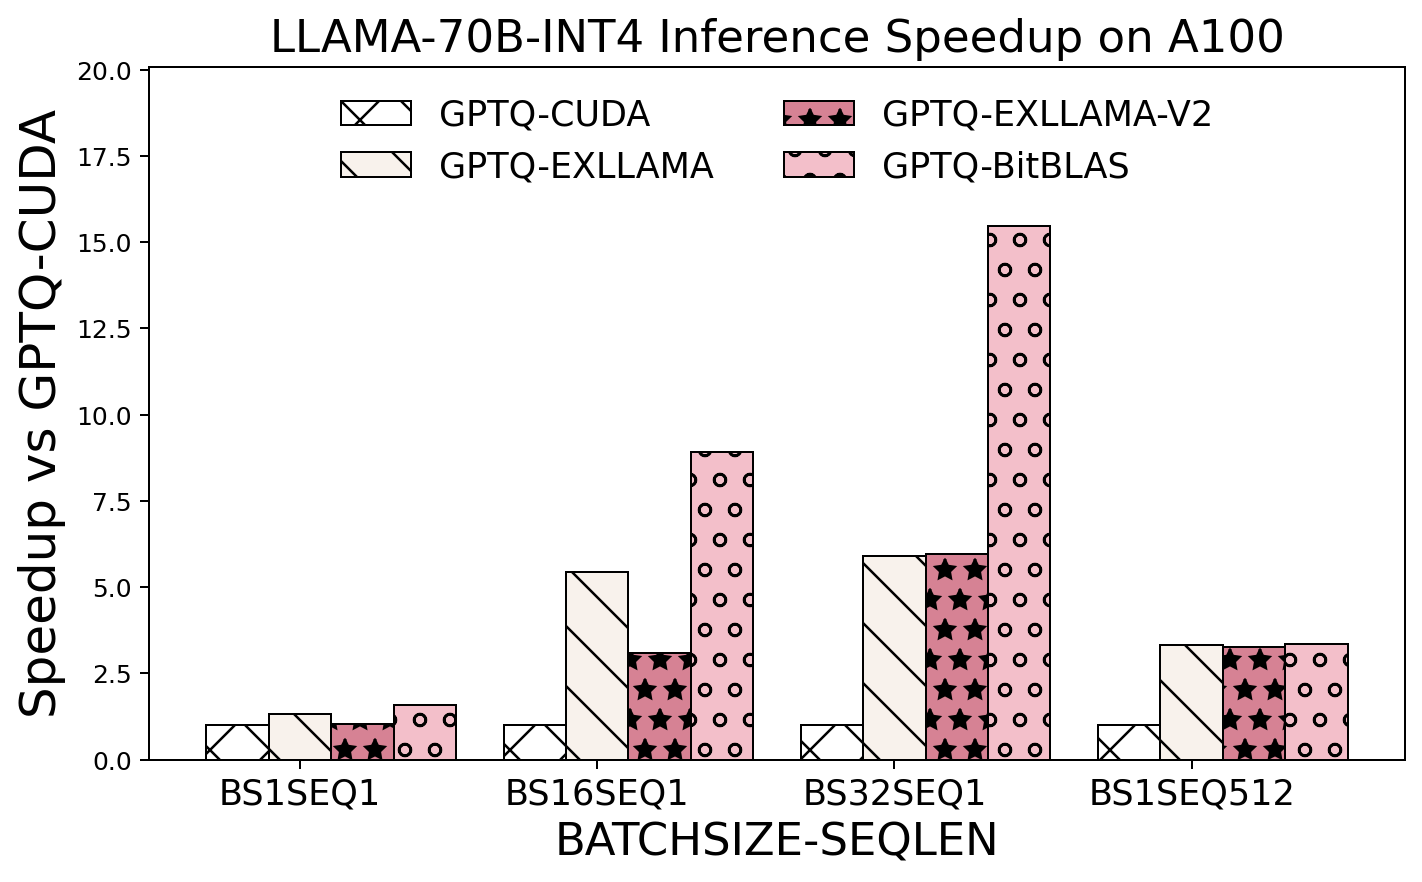 LLAMA-70B-INT4 Inference Speedup on A100
Speedup vs GPTQ-CUDA
20.0
17.5
15.0
12.5
10.0
7.5
5.0
2.5
0.0
GPTQ-CUDA
GPTQ-EXLLAMA
GPTQ-EXLLAMA-V2
GPTQ-BitBLAS
BS1SEQ1
BS16SEQ1
BS32SEQ1
BS1SEQ512
BATCHSIZE-SEQLEN